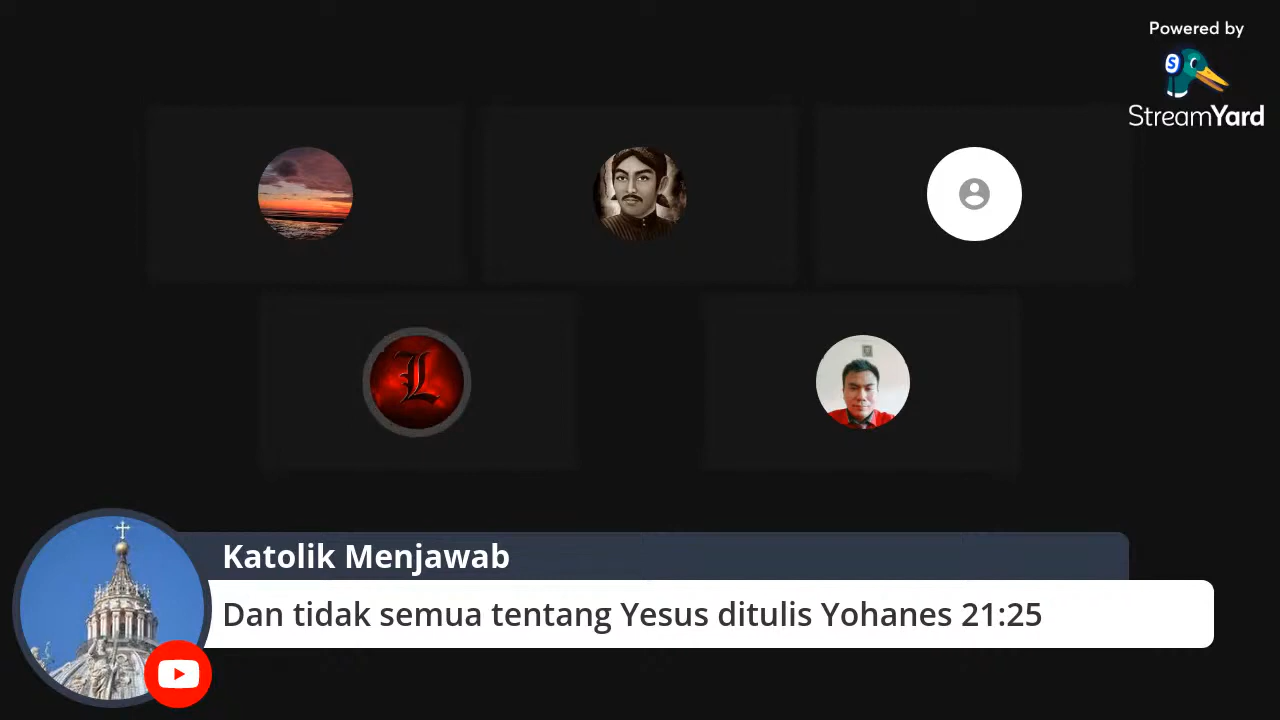 Powered by
StreamYard
Katolik Menjawab
Dan tidak semua tentang Yesus ditulis Yohanes 21:25
S
L